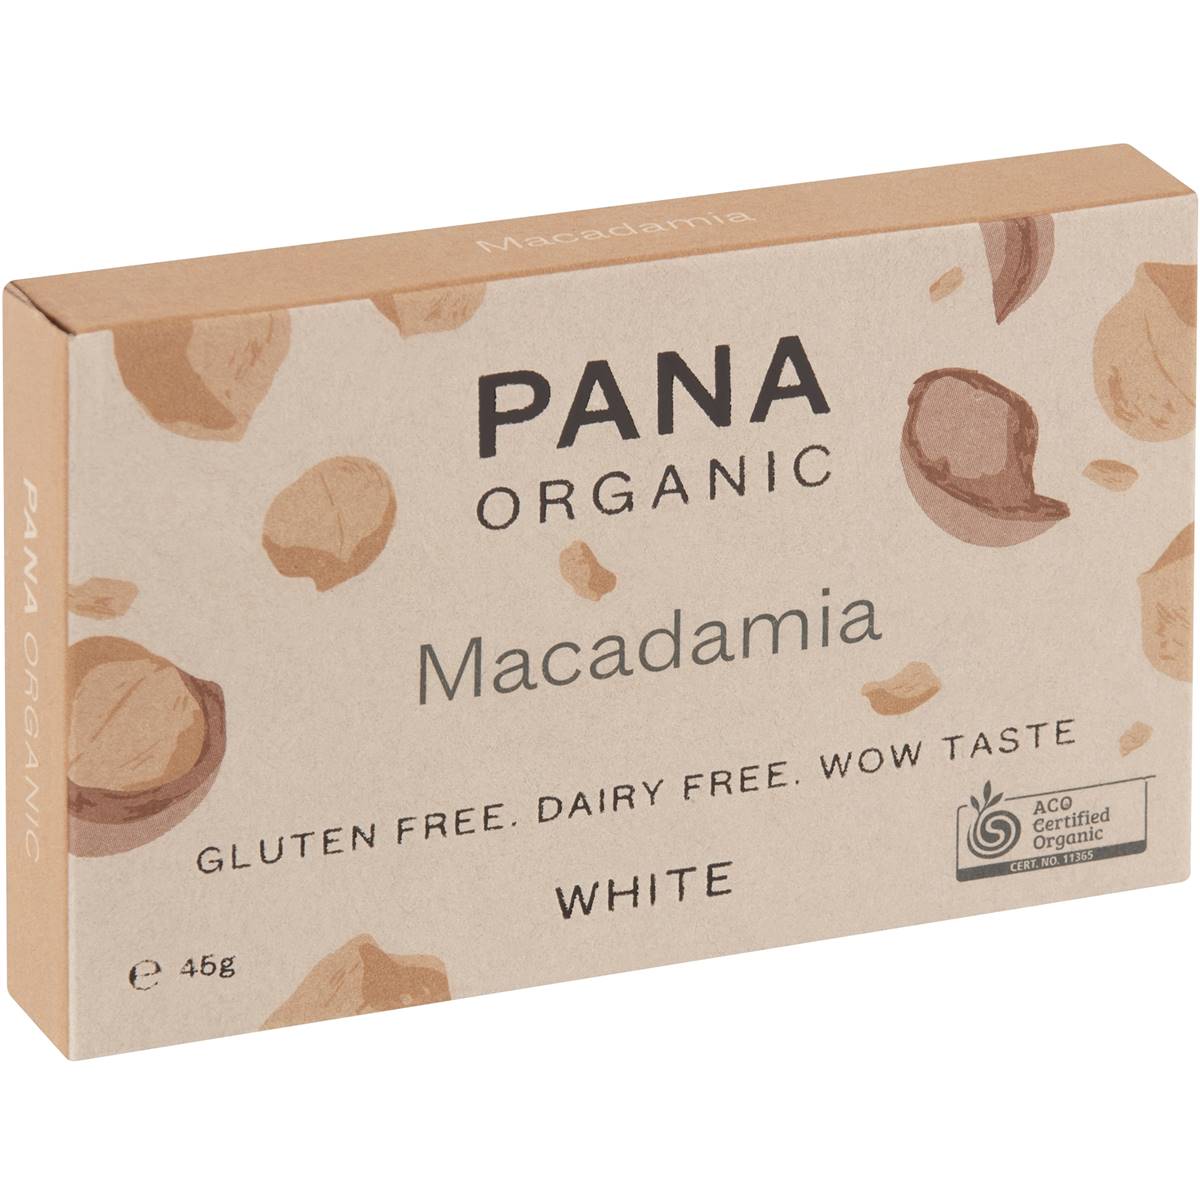 Macadamia
PANA
ORGANIC
Macadamia
GLUTEN FREE. DAIRY FREE. WOW TASTE
WHITE
ACO
Certified
Organic
CERT. NO. 11365
e 45g
PANA ORGANIC